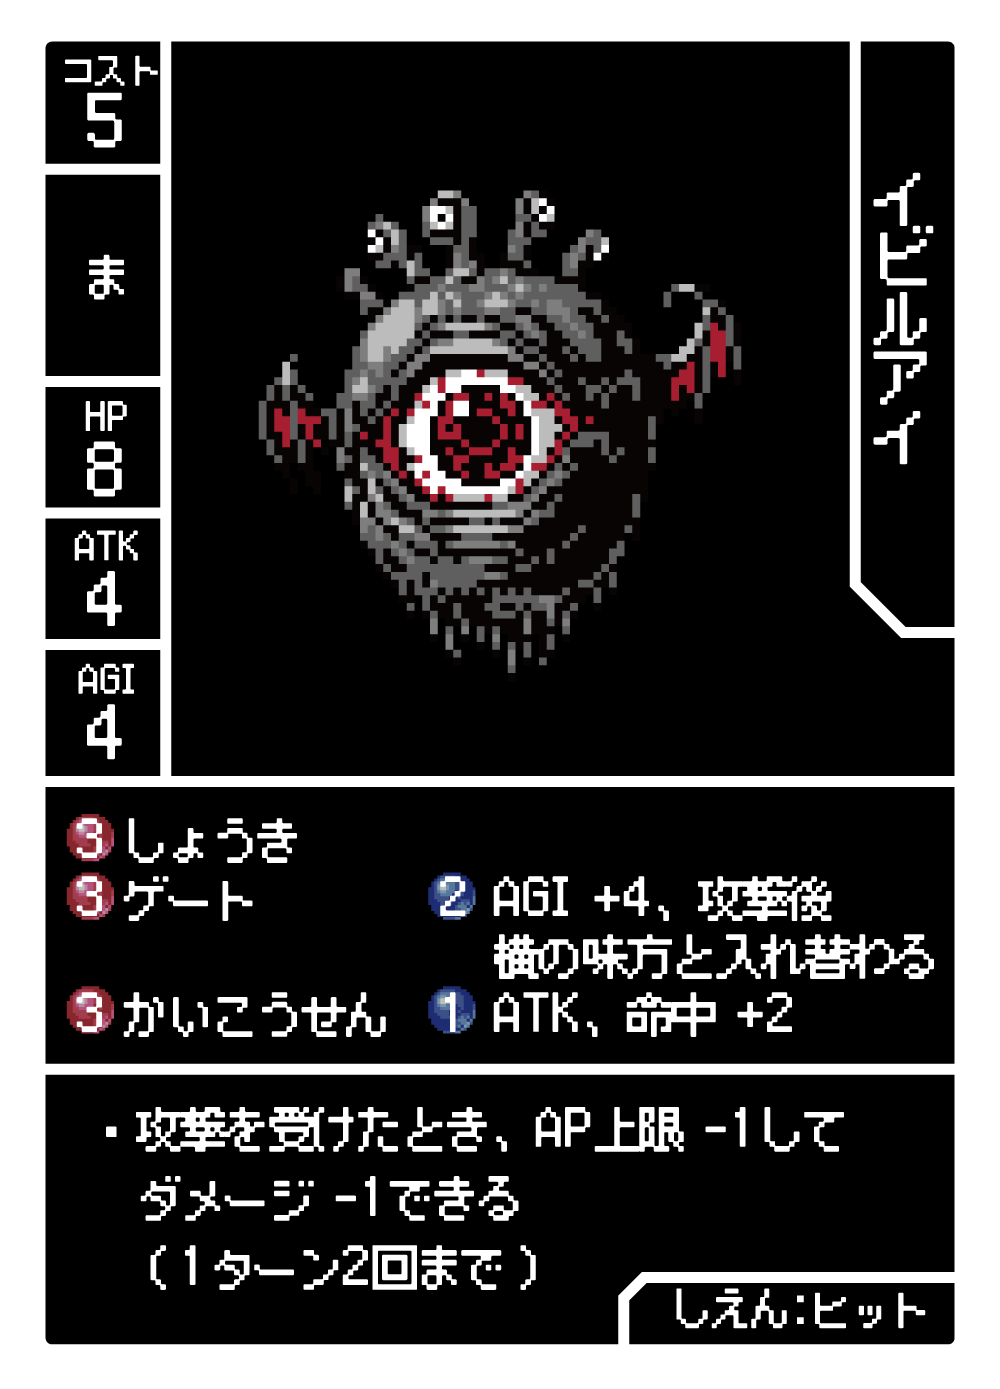 コスト
5
ま
HP
8
ATK
4
AGI
4
イビルアイ
3 しょうき
3 ゲート 2 AGI +4、攻撃後
横の味方と入れ替わる
3 かいこうせん 1 ATK、命中 +2
・攻撃を受けたとき、AP上限 -1して
ダメージ -1できる
(1ターン2回まで)
しえん:ヒット